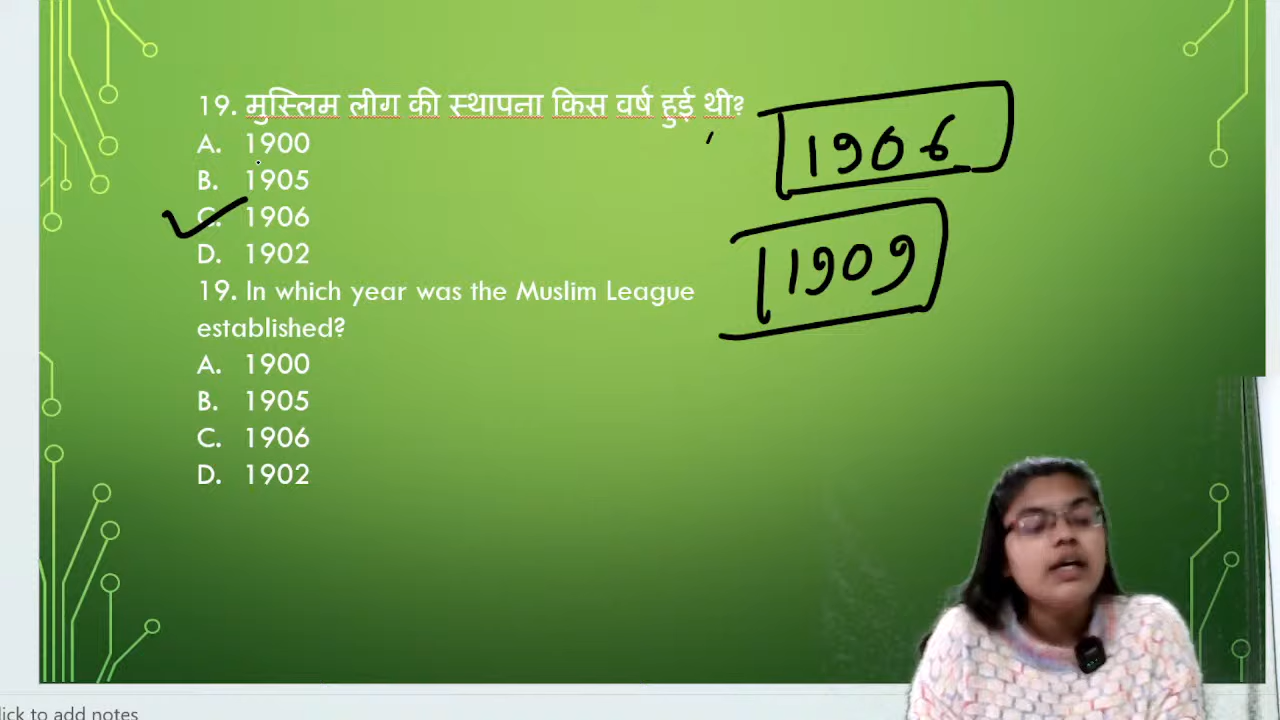 19. मुस्लिम लीग की स्थापना किस वर्ष हुई थी?
A. 1900
B. 1905
C. 1906
D. 1902
19. In which year was the Muslim League
established?
A. 1900
B. 1905
C. 1906
D. 1902
1906
1909
lick to add notes